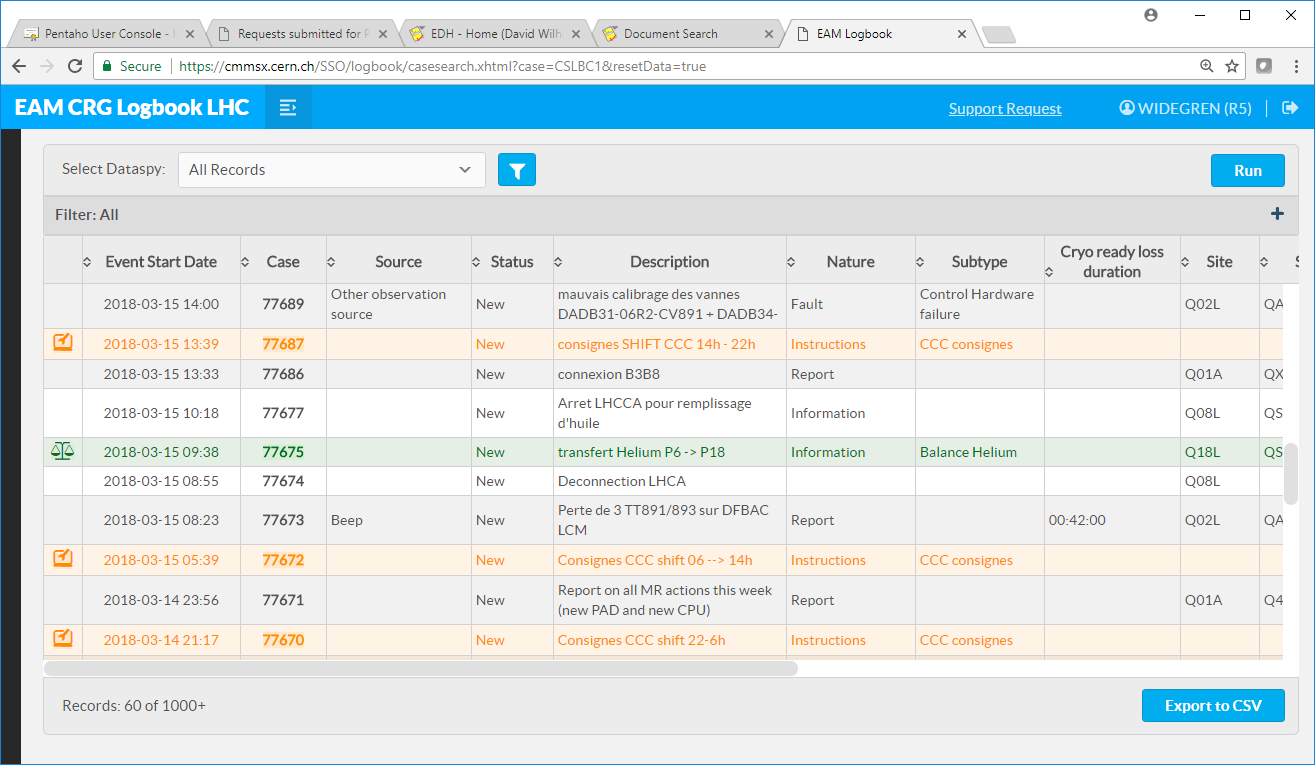 Pentaho User Console -
Requests submitted for
EDH - Home (David Wilh
Document Search
EAM Logbook
Secure
https://cmmsx.cern.ch/SSO/logbook/casesearch.xhtml?case=CSLBC1&resetData=true
EAM CRG Logbook LHC
Support Request
WIDEGREN (R5)
Select Dataspy:
All Records
Run
Filter: All
Event Start Date Case Source Status Description Nature Subtype Cryo ready loss duration Site S
2018-03-15 14:00 77689 Other observation source New mauvais calibrage des vannes DADB31-06R2-CV891 + DADB34- Fault Control Hardware failure Q02L QA
2018-03-15 13:39 77687 New consignes SHIFT CCC 14h - 22h Instructions CCC consignes
2018-03-15 13:33 77686 New connexion B3B8 Report Q01A QX
2018-03-15 10:18 77677 New Arret LHCCA pour remplissage d'huile Information Q08L QS
2018-03-15 09:38 77675 New transfert Helium P6 -> P18 Information Balance Helium Q18L QS
2018-03-15 08:55 77674 New Deconnection LHCA Q08L
2018-03-15 08:23 77673 Beep New Perte de 3 TT891/893 sur DFBAC LCM Report 00:42:00 Q02L QA
2018-03-15 05:39 77672 New Consignes CCC shift 06 --> 14h Instructions CCC consignes
2018-03-14 23:56 77671 New Report on all MR actions this week (new PAD and new CPU) Report Q01A Q4
2018-03-14 21:17 77670 New Consignes CCC shift 22-6h Instructions CCC consignes
Records: 60 of 1000+
Export to CSV